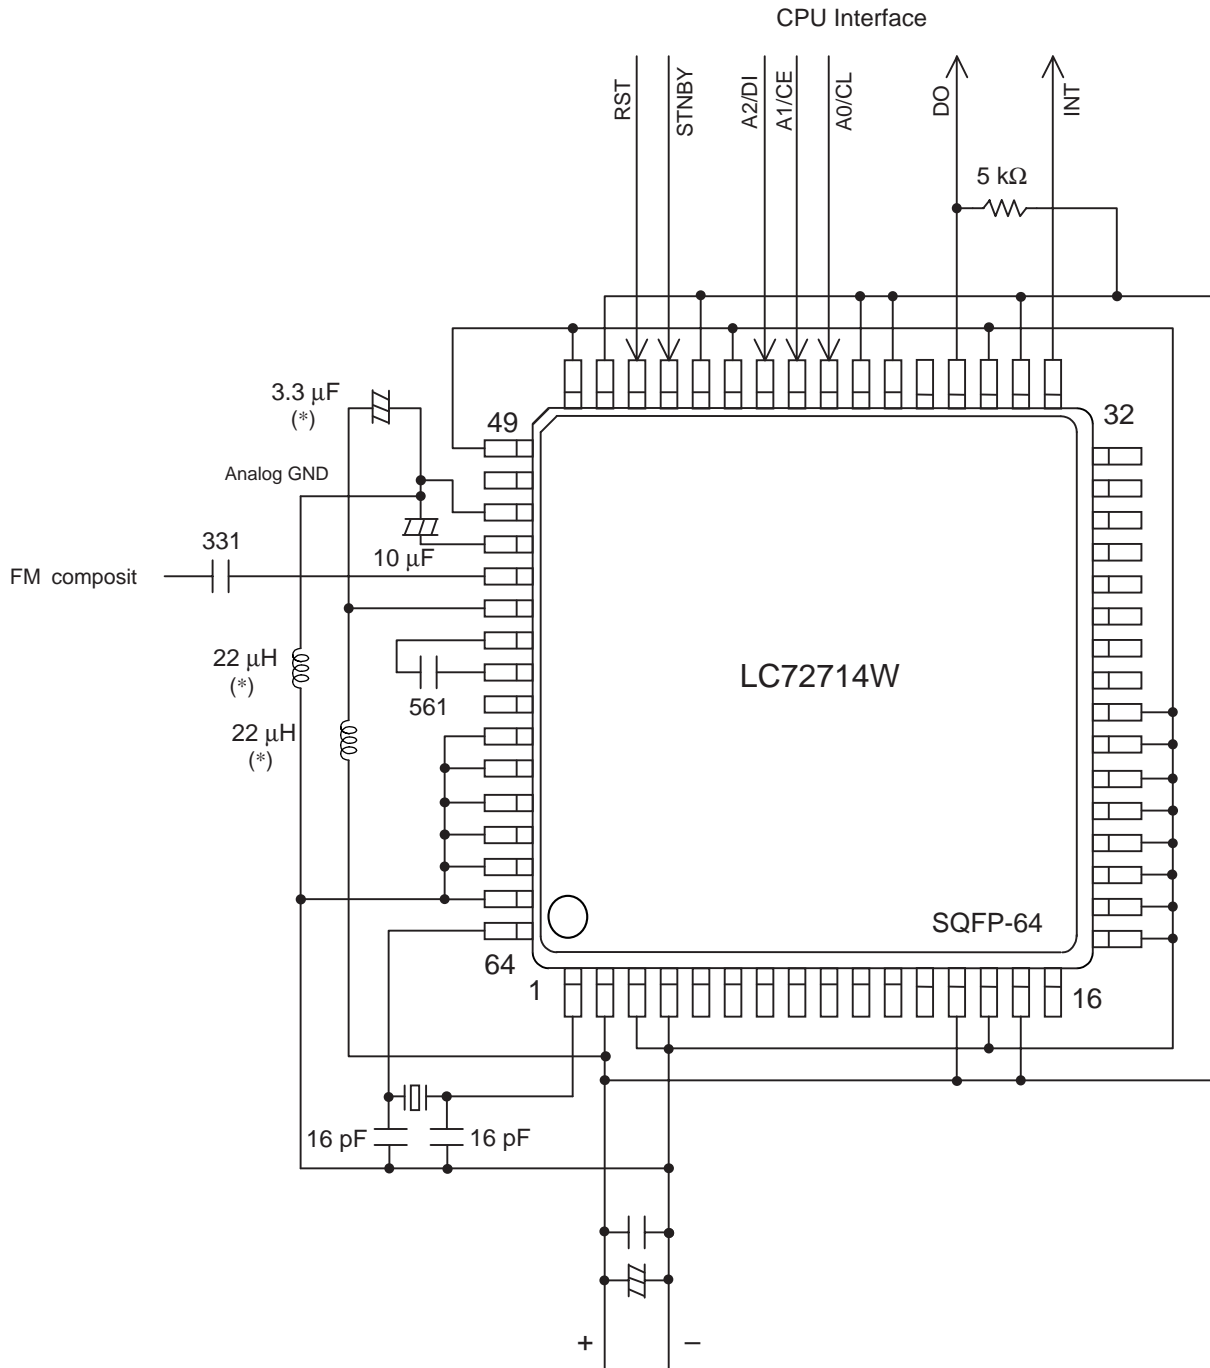 CPU Interface
RST
STNBY
A2/DI
A1/CE
A0/CL
DO
INT
5 kΩ
3.3 μF
(*)
49
32
Analog GND
331
10 μF
FM composit
22 μH
(*)
561
22 μH
(*)
LC72714W
SQFP-64
64
1
16
16 pF
16 pF
+
−